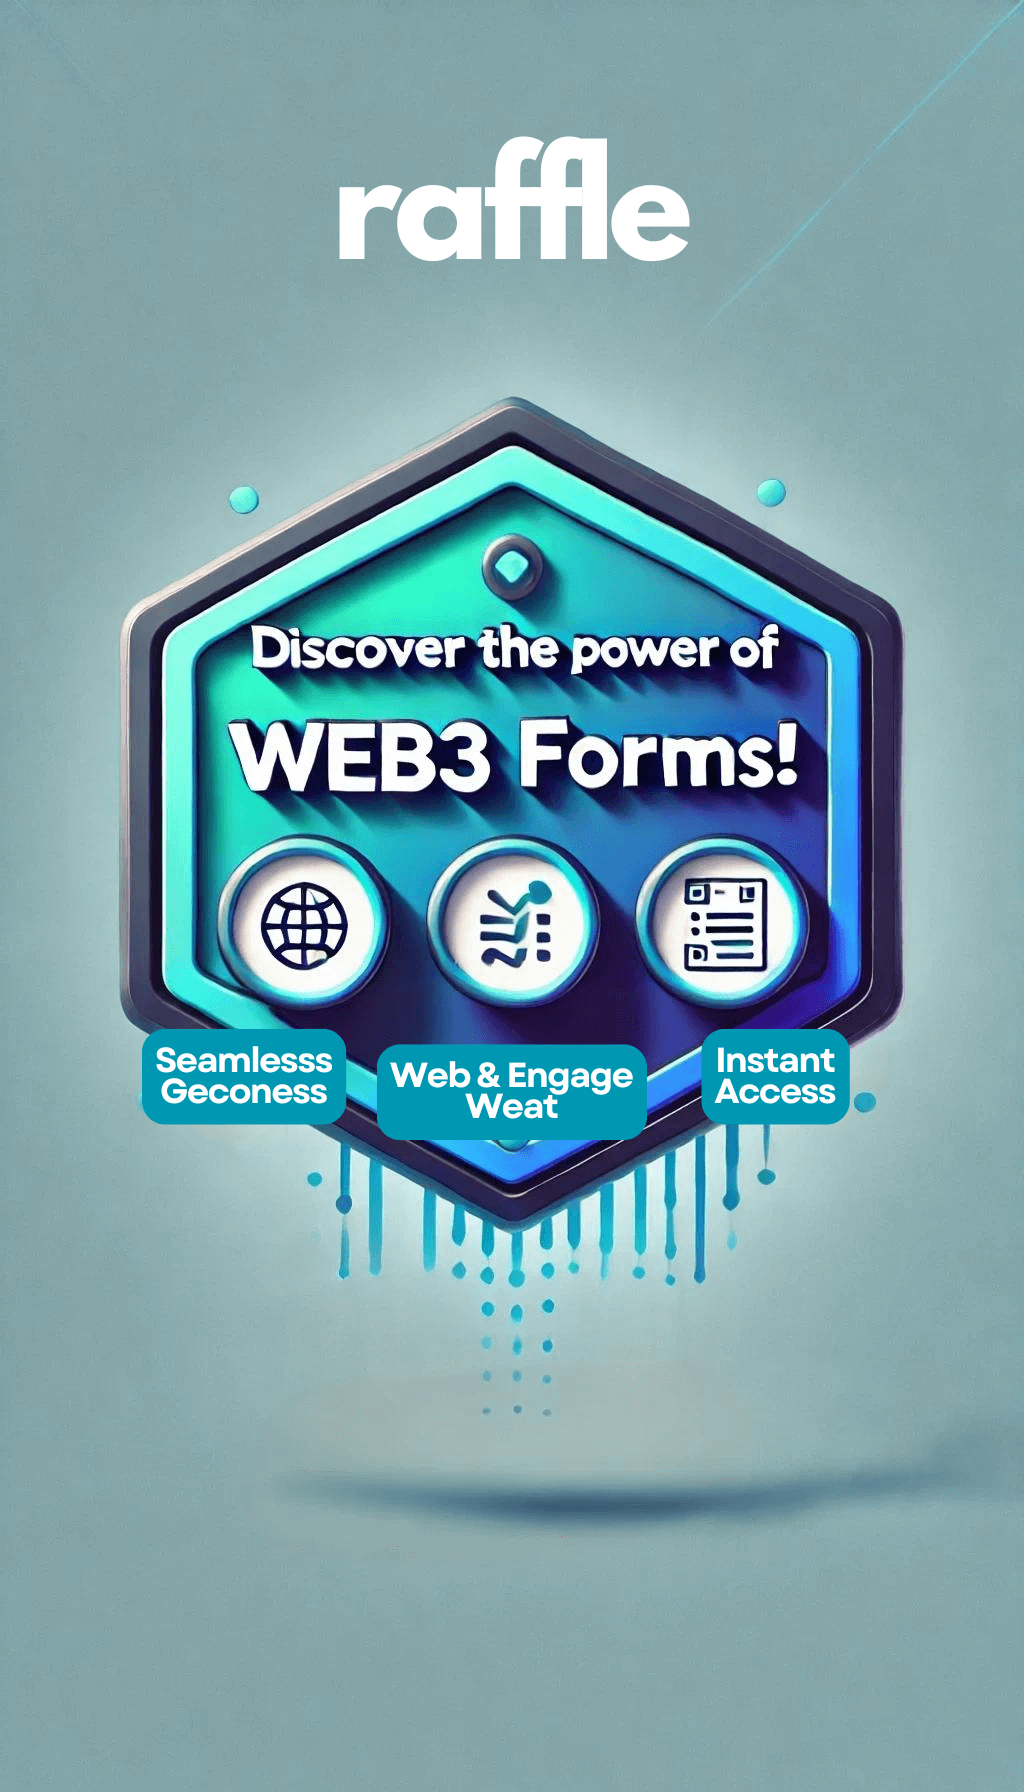 raffle
Discover the power of
WEB3 Forms!
Seamlesss
Geconess
Web & Engage
Weat
Instant
Access